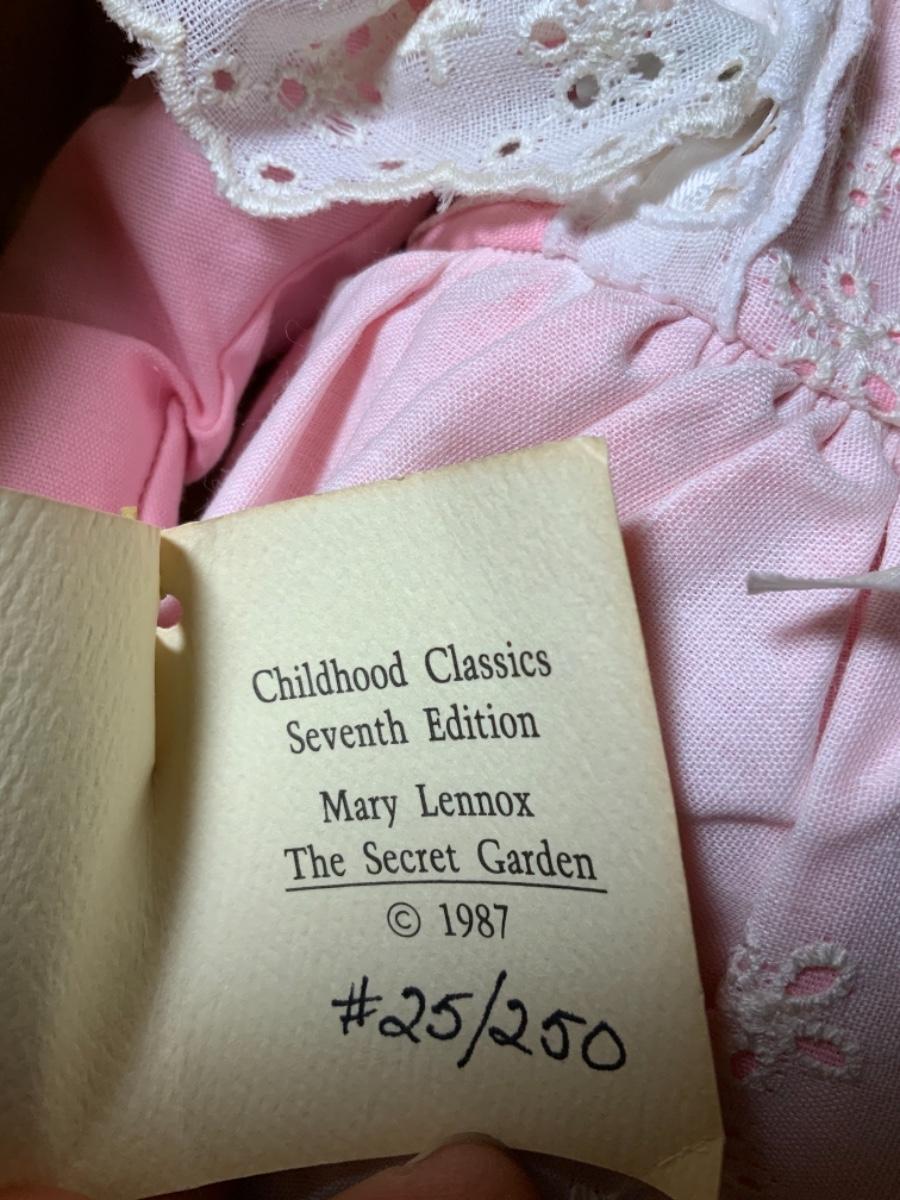 Childhood Classics
Seventh Edition
Mary Lennox
The Secret Garden
© 1987
#25/250